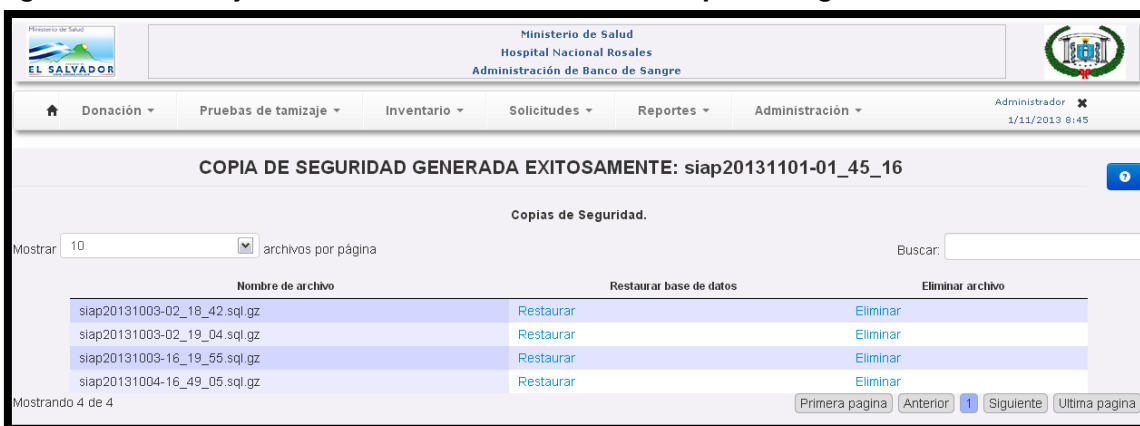 Ministerio de Salud
EL SALVADOR
Ministerio de Salud
Hospital Nacional Rosales
Administración de Banco de Sangre
Donación Pruebas de tamizaje Inventario Solicitudes Reportes Administración
Administrador
1/11/2013 8:45
COPIA DE SEGURIDAD GENERADA EXITOSAMENTE: siap20131101-01_45_16
Copias de Seguridad.
Mostrar 10 archivos por página Buscar:
Nombre de archivo Restaurar base de datos Eliminar archivo
siap20131003-02_18_42.sql.gz Restaurar Eliminar
siap20131003-02_19_04.sql.gz Restaurar Eliminar
siap20131003-16_19_55.sql.gz Restaurar Eliminar
siap20131004-16_49_05.sql.gz Restaurar Eliminar
Mostrando 4 de 4 Primera pagina Anterior 1 Siguiente Ultima pagina